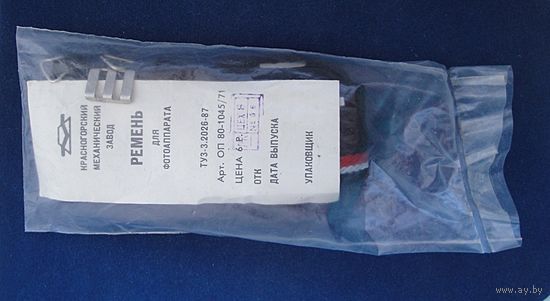 КРАСНОГОРСКИЙ
МЕХАНИЧЕСКИЙ
ЗАВОД
РЕМЕНЬ
ДЛЯ
ФОТОАППАРАТА
ТУЗ-3.2026-87
Арт. ОП 80-1045/71
ЦЕНА 6 Р.
ОТК
ДАТА ВЫПУСКА
УПАКОВЩИК
www.ay.by